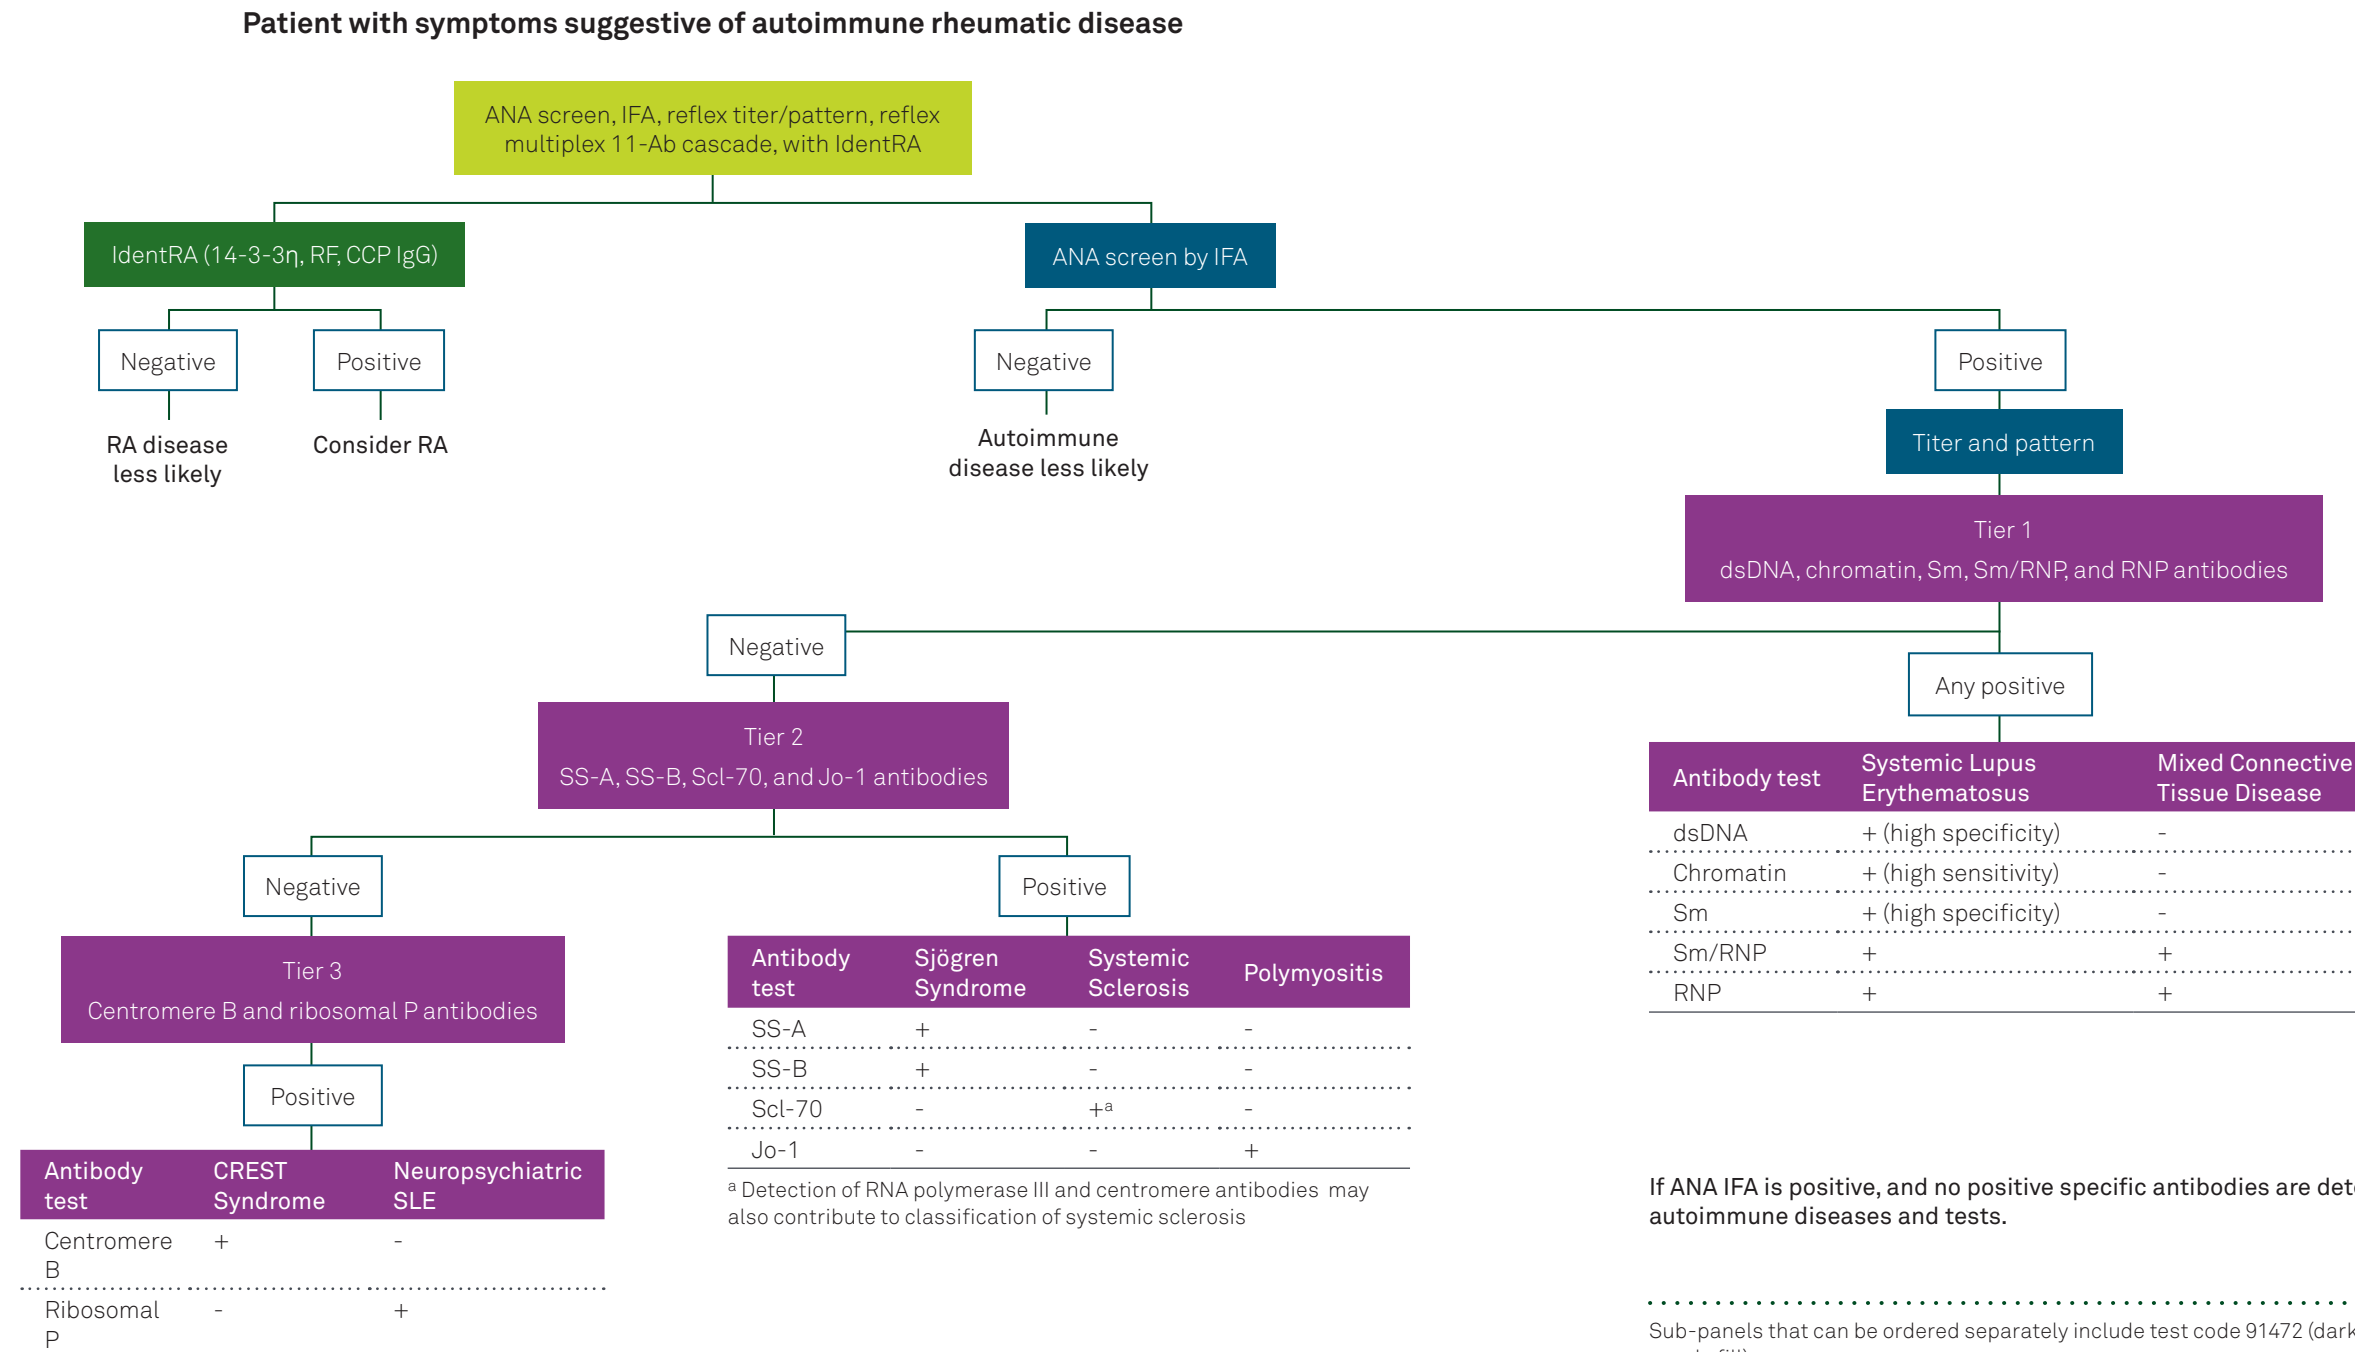 Patient with symptoms suggestive of autoimmune rheumatic disease
ANA screen, IFA, reflex titer/pattern, reflex
multiplex 11-Ab cascade, with IdentRA
IdentRA (14-3-3η, RF, CCP IgG)
ANA screen by IFA
Negative
Positive
Negative
Positive
RA disease
less likely
Consider RA
Autoimmune
disease less likely
Titer and pattern
Tier 1
dsDNA, chromatin, Sm, Sm/RNP, and RNP antibodies
Negative
Any positive
Tier 2
SS-A, SS-B, Scl-70, and Jo-1 antibodies
Antibody test Systemic Lupus Erythematosus Mixed Connective Tissue Disease
dsDNA + (high specificity) -
Chromatin + (high sensitivity) -
Sm + (high specificity) -
Sm/RNP + +
RNP + +
Negative
Positive
Tier 3
Centromere B and ribosomal P antibodies
Antibody test Sjögren Syndrome Systemic Sclerosis Polymyositis
SS-A + - -
SS-B + - -
Scl-70 - +a -
Jo-1 - - +
a Detection of RNA polymerase III and centromere antibodies may
also contribute to classification of systemic sclerosis
Positive
Antibody test CREST Syndrome Neuropsychiatric SLE
Centromere B + -
Ribosomal P - +
If ANA IFA is positive, and no positive specific antibodies are
autoimmune diseases and tests.
Sub-panels that can be ordered separately include test code 91472 (dark